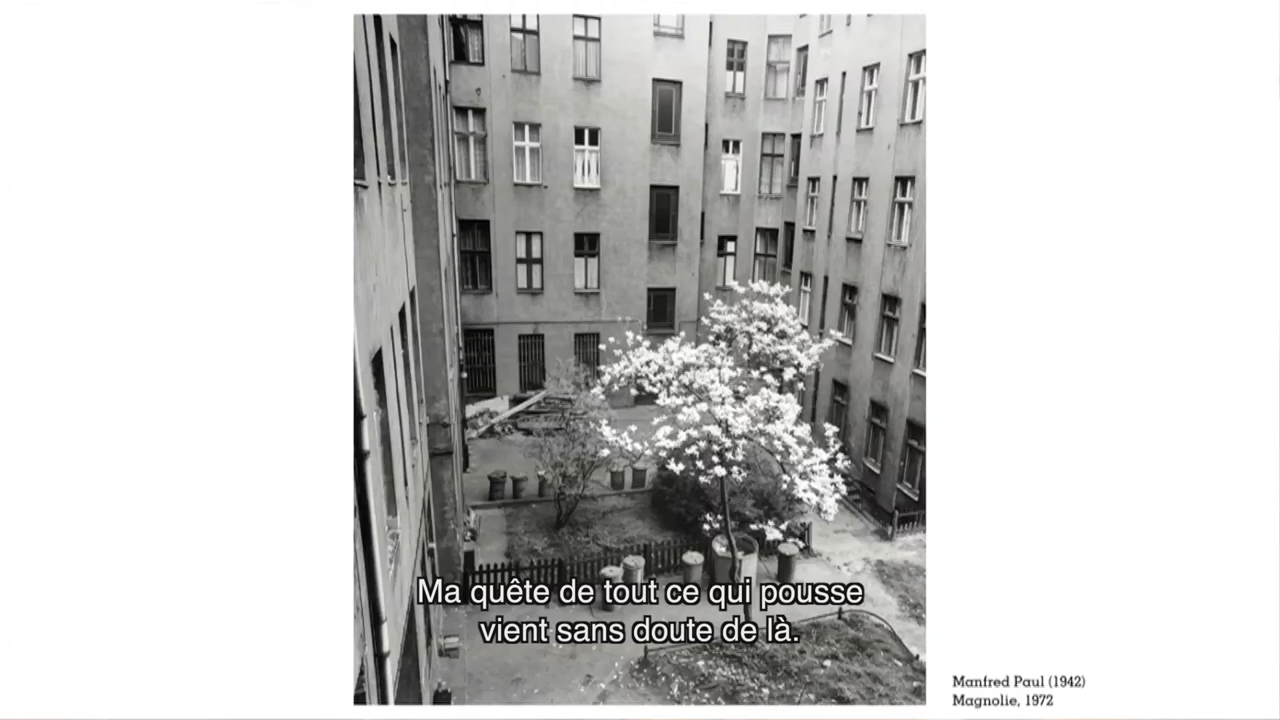 Ma quête de tout ce qui pousse
vient sans doute de là.
Manfred Paul (1942)
Magnolie, 1972